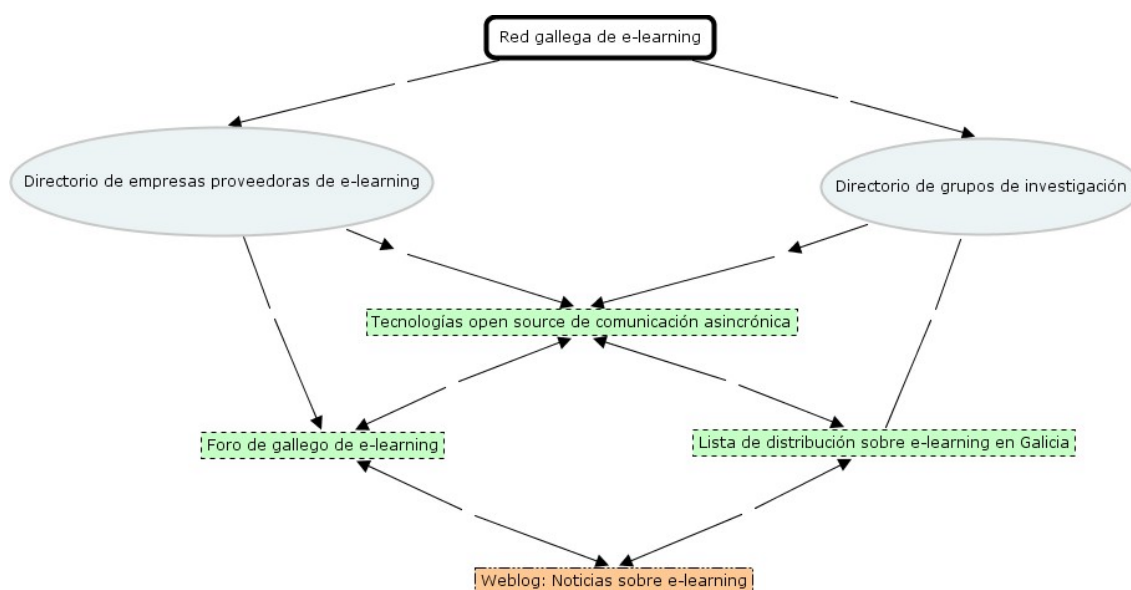 Red gallega de e-learning
Directorio de empresas proveedoras de e-learning
Directorio de grupos de investigación
Tecnologías open source de comunicación asincrónica
Foro de gallego de e-learning
Lista de distribución sobre e-learning en Galicia
Weblog: Noticias sobre e-learning